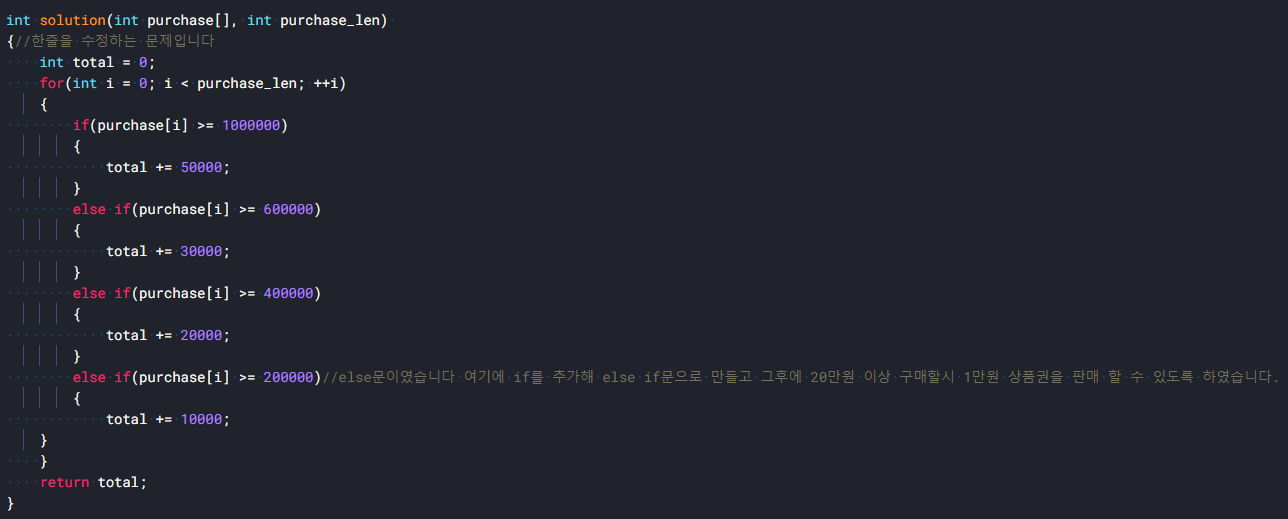 int solution(int purchase[], int purchase_len)
{//한줄을 수정하는 문제입니다
    int total = 0;
    for(int i = 0; i < purchase_len; ++i)
    {
        if(purchase[i] >= 1000000)
        {
            total += 50000;
        }
        else if(purchase[i] >= 600000)
        {
            total += 30000;
        }
        else if(purchase[i] >= 400000)
        {
            total += 20000;
        }
        else if(purchase[i] >= 200000)//else문이였습니다 여기에 if를 추가해 else if문으로 만들고 그후에 20만원 이상 구매할시 1만원 상품권을 판매 할 수 있도록 하였습니다.
        {
            total += 10000;
    }
    }
    return total;
}